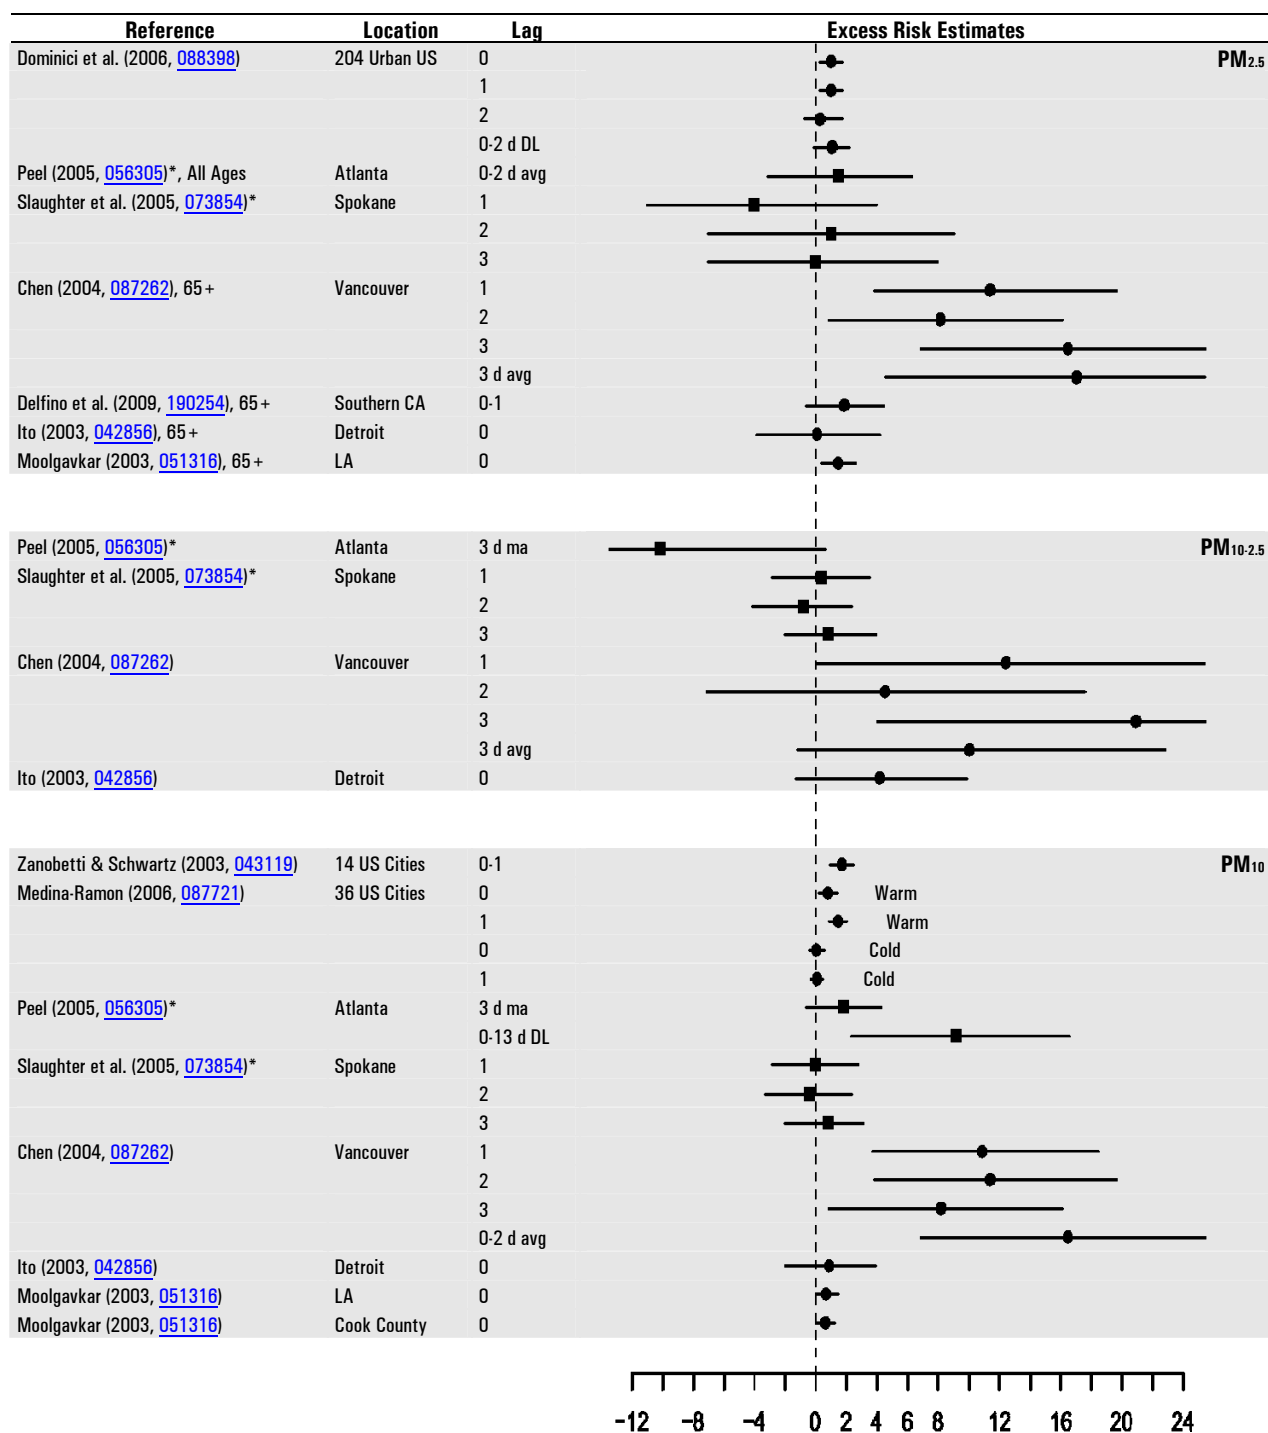 Reference Location Lag Excess Risk Estimates
Dominici et al. (2006, 088398) 204 Urban US 0 PM2.5
1
2
0-2 d DL
Peel (2005, 056305)*, All Ages Atlanta 0-2 d avg
Slaughter et al. (2005, 073854)* Spokane 1
2
3
Chen (2004, 087262), 65+ Vancouver 1
2
3
3 d avg
Delfino et al. (2009, 190254), 65+ Southern CA 0-1
Ito (2003, 042856), 65+ Detroit 0
Moolgavkar (2003, 051316), 65+ LA 0
Peel (2005, 056305)* Atlanta 3 d ma PM10-2.5
Slaughter et al. (2005, 073854)* Spokane 1
2
3
Chen (2004, 087262) Vancouver 1
2
3
3 d avg
Ito (2003, 042856) Detroit 0
Zanobetti & Schwartz (2003, 043119) 14 US Cities 0-1 PM10
Medina-Ramon (2006, 087721) 36 US Cities 0 Warm
1 Warm
0 Cold
1 Cold
Peel (2005, 056305)* Atlanta 3 d ma
0-13 d DL
Slaughter et al. (2005, 073854)* Spokane 1
2
3
Chen (2004, 087262) Vancouver 1
2
3
0-2 d avg
Ito (2003, 042856) Detroit 0
Moolgavkar (2003, 051316) LA 0
Moolgavkar (2003, 051316) Cook County 0
−12 −8 −4 0 2 4 6 8 12 16 20 24